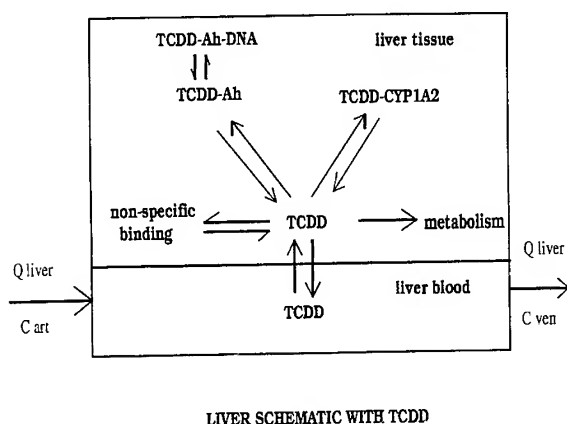 TCDD-Ah-DNA
liver tissue
TCDD-Ah
TCDD-CYP1A2
non-specific
binding
TCDD
metabolism
Q liver
Q liver
liver blood
TCDD
C art
C ven
LIVER SCHEMATIC WITH TCDD